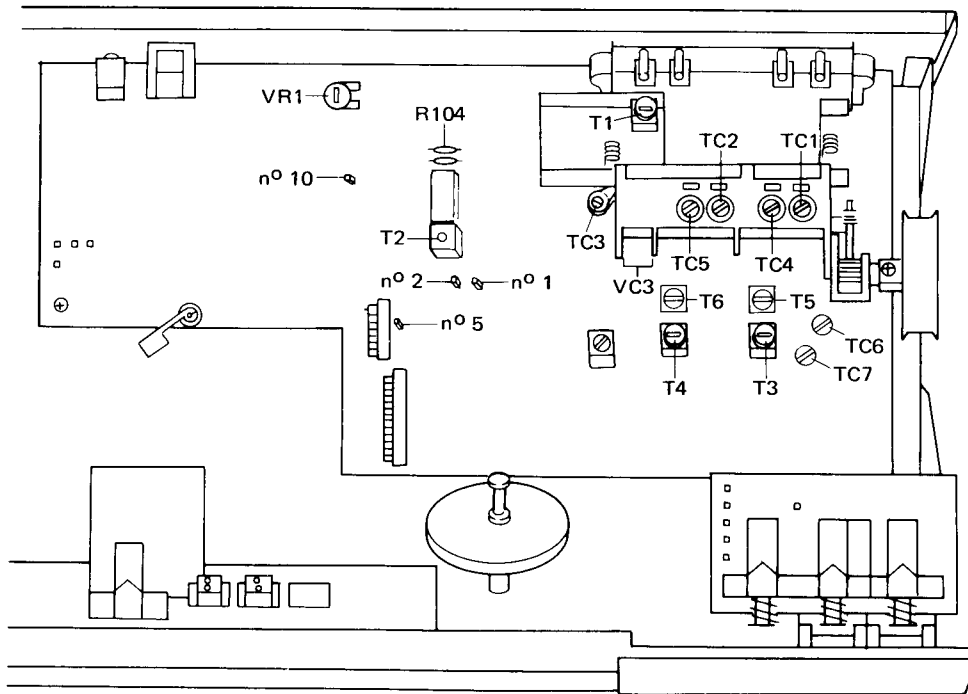 VR1
R104
T1
TC2
TC1
nº 10
T2
TC3
TC5
TC4
nº 2
nº 1
VC3
T6
T5
nº 5
TC6
T4
T3
TC7